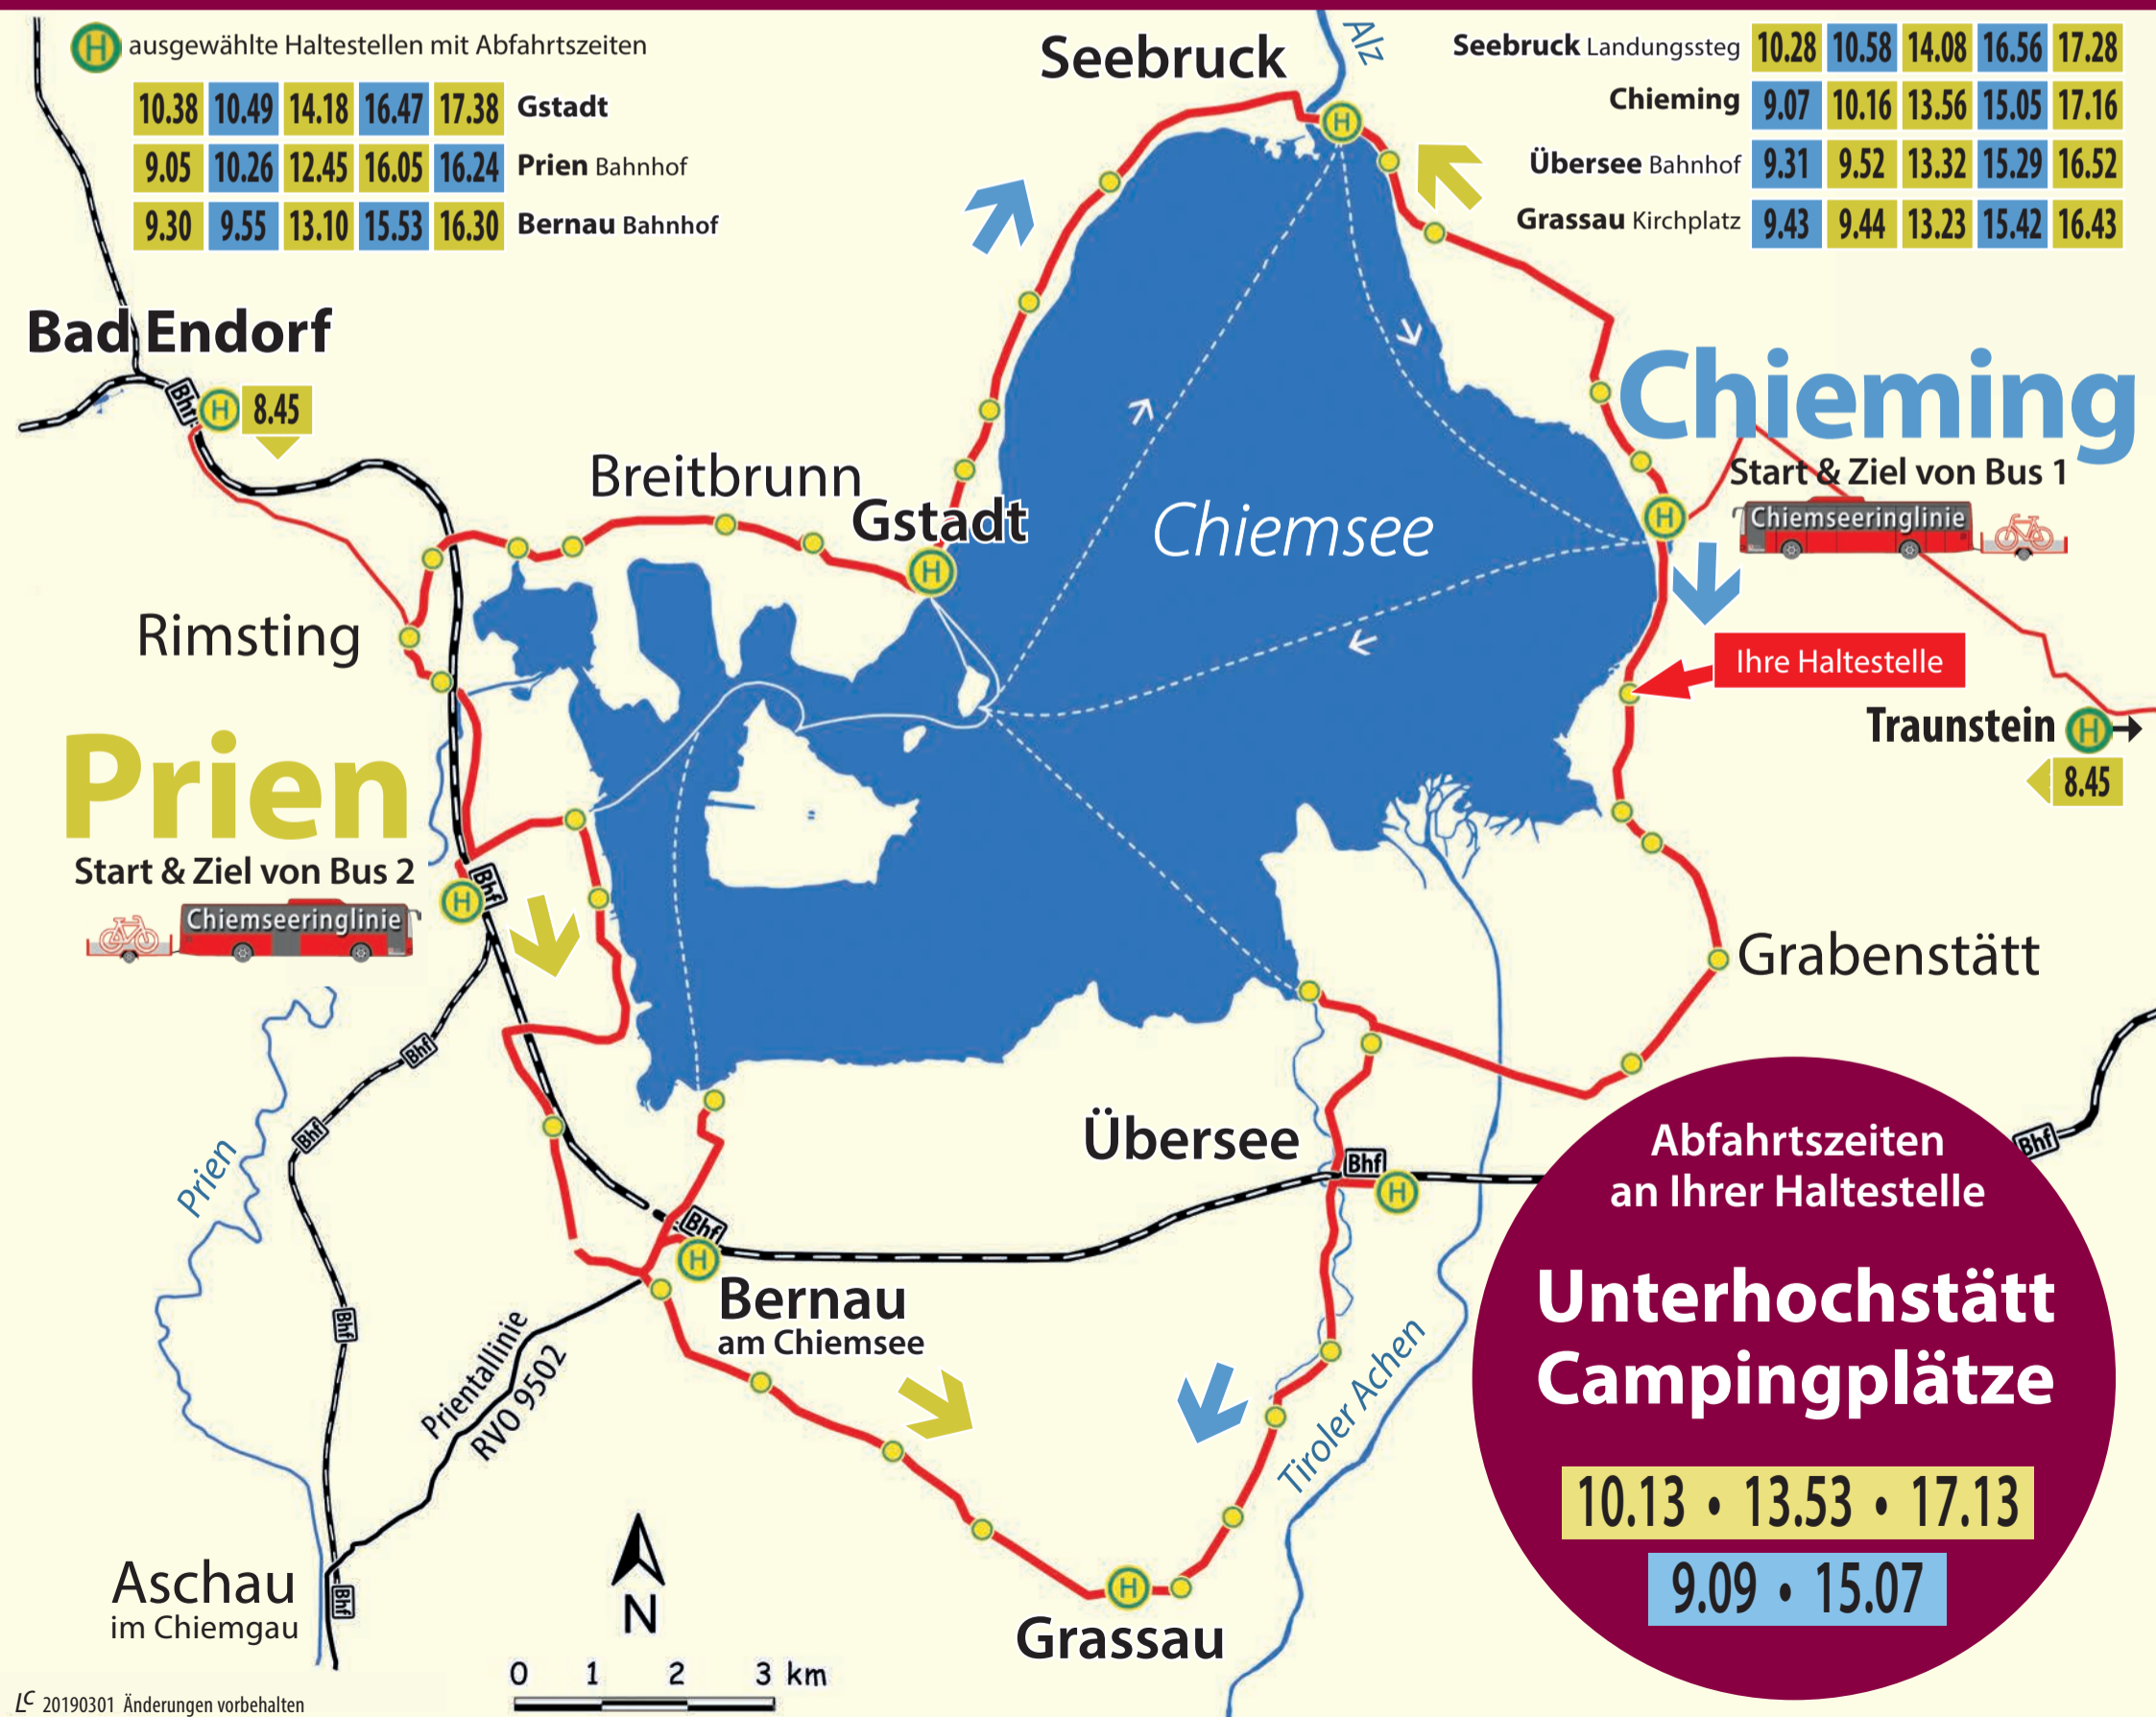 H ausgewählte Haltestellen mit Abfahrtszeiten
10.38 10.49 14.18 16.47 17.38 Gstadt
9.05 10.26 12.45 16.05 16.24 Prien Bahnhof
9.30 9.55 13.10 15.53 16.30 Bernau Bahnhof
Seebruck
Alz
Seebruck Landungssteg 10.28 10.58 14.08 16.56 17.28
Chieming 9.07 10.16 13.56 15.05 17.16
Übersee Bahnhof 9.31 9.52 13.32 15.29 16.52
Grassau Kirchplatz 9.43 9.44 13.23 15.42 16.43
H
Bad Endorf
Bhf H 8.45
Breitbrunn
Gstadt
H
Chiemsee
Chieming
Start & Ziel von Bus 1
H
Chiemseeringlinie
Rimsting
Ihre Haltestelle
Traunstein H
8.45
Prien
Start & Ziel von Bus 2
Bhf
H
Chiemseeringlinie
Grabenstätt
Bhf
Bhf
Prien
Übersee
Bhf
H
Bhf
Bhf
H
Bernau
am Chiemsee
Bhf
Prientallinie
RVO 9502
Tiroler Achen
Abfahrtszeiten
an Ihrer Haltestelle
Unterhochstätt
Campingplätze
10.13 • 13.53 • 17.13
9.09 • 15.07
Aschau
im Chiemgau
Bhf
N
H
Grassau
0 1 2 3 km
LC 20190301 Änderungen vorbehalten